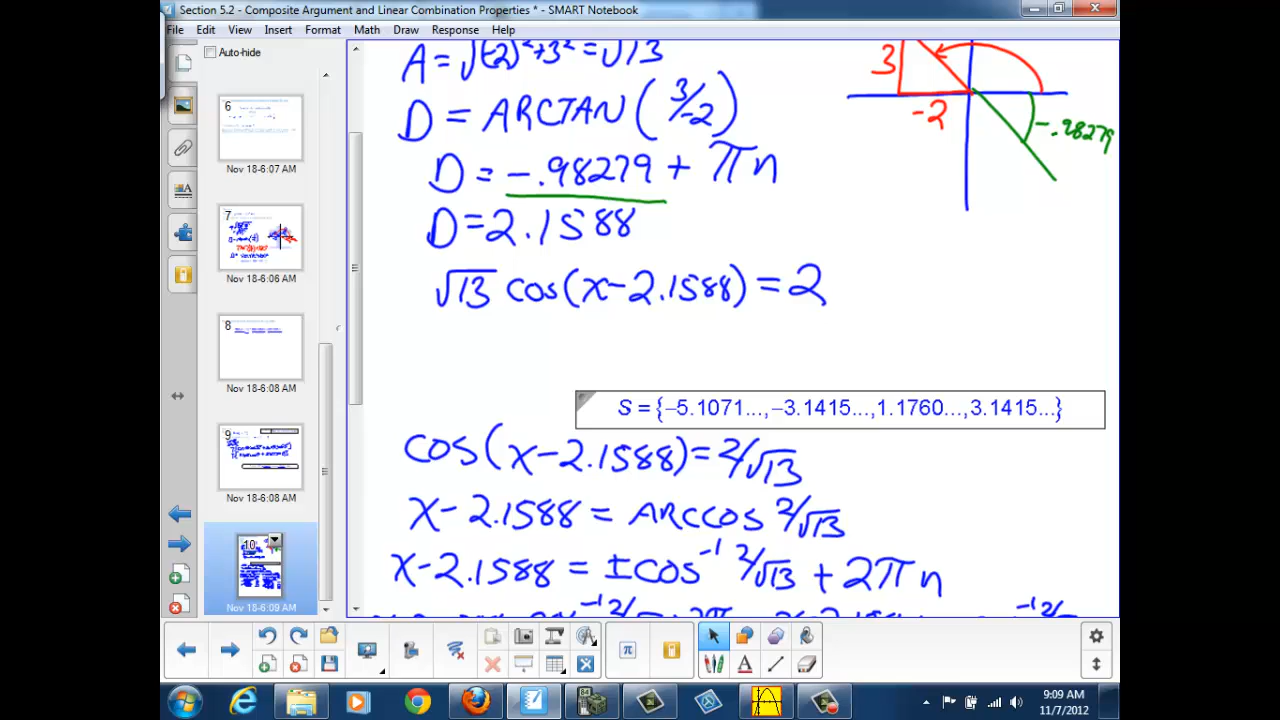 Section 5.2 - Composite Argument and Linear Combination Properties * - SMART Notebook
File Edit View Insert Format Math Draw Response Help
Auto-hide
6
Nov 18-6:07 AM
7
Nov 18-6:06 AM
8
Nov 18-6:08 AM
9
Nov 18-6:08 AM
10
Nov 18-6:09 AM
A = √(-2)²+3² = √13
D = ARCTAN (3/-2)
D = -.98279 + πn
D = 2.1588
√13 cos(x-2.1588) = 2
3
-2
-.98279
S = {-5.1071...,-3.1415...,1.1760...,3.1415...}
cos(x-2.1588) = 2/√13
x-2.1588 = ARCCOS 2/√13
x-2.1588 = ±cos⁻¹ 2/√13 + 2πn
9:09 AM
11/7/2012